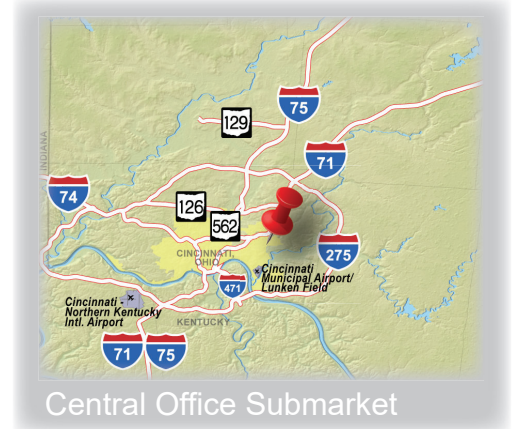 75
129
71
INDIANA
74
126
562
CINCINNATI,
OHIO
275
Cincinnati
Municipal Airport/
Lunken Field
471
Cincinnati -
Northern Kentucky
Intl. Airport
KENTUCKY
71
75
Central Office Submarket